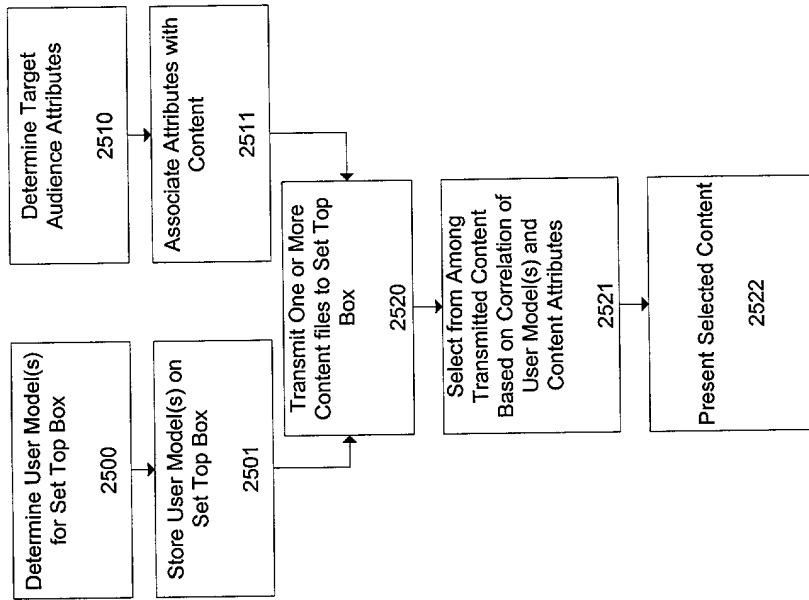 Determine User Model(s)
for Set Top Box
2500
Store User Model(s) on
Set Top Box
2501
Determine Target
Audience Attributes
2510
Associate Attributes with
Content
2511
Transmit One or More
Content files to Set Top
Box
2520
Select from Among
Transmitted Content
Based on Correlation of
User Model(s) and
Content Attributes
2521
Present Selected Content
2522